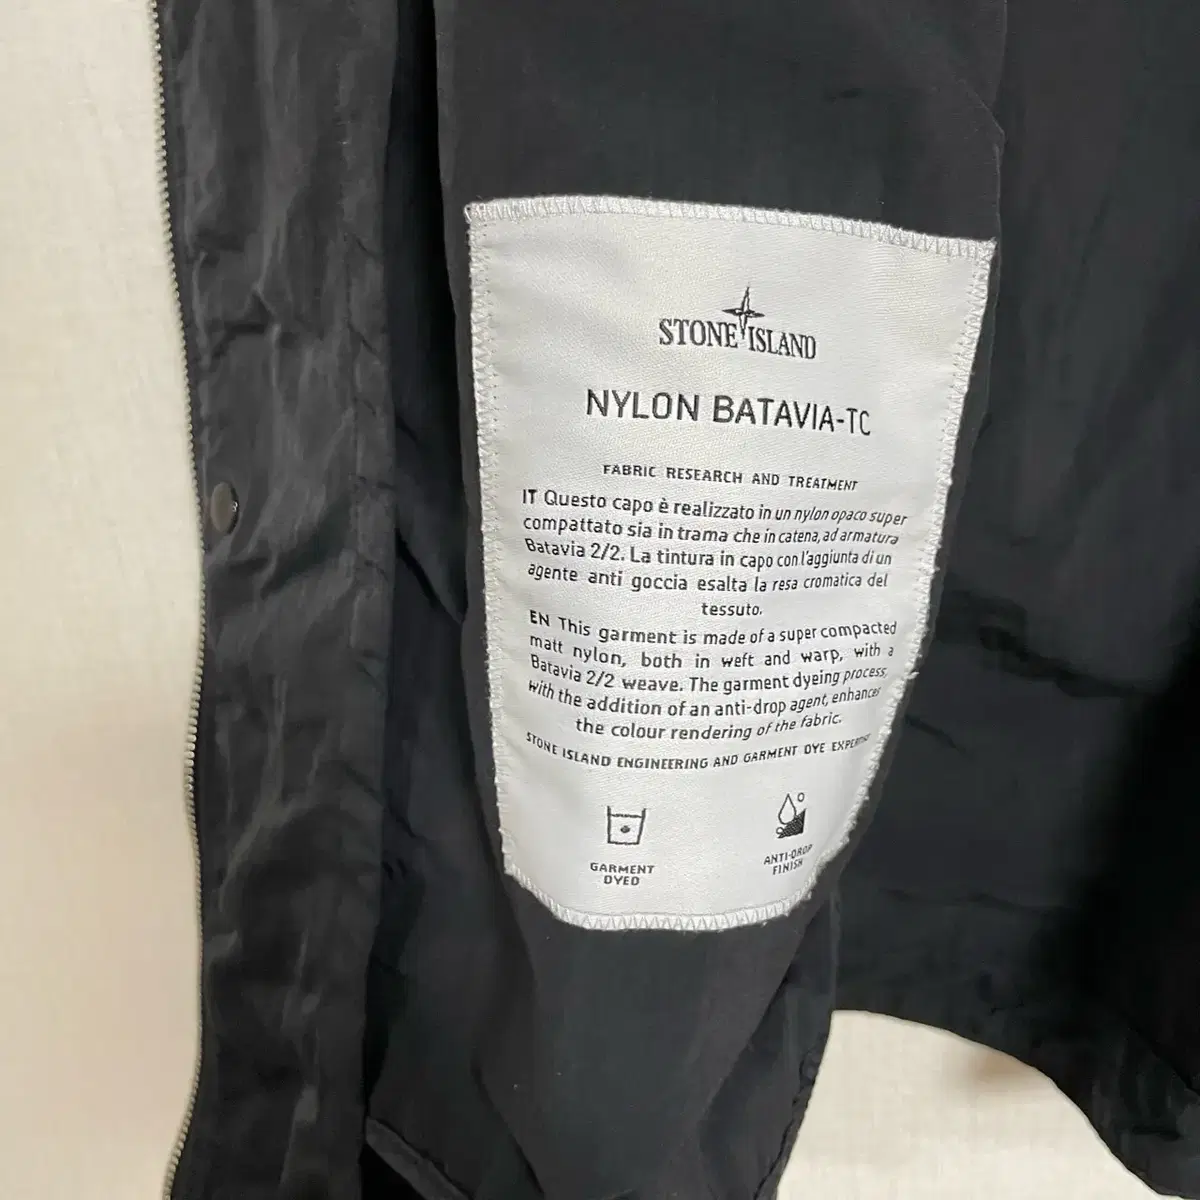 STONE ISLAND
NYLON BATAVIA-TC
FABRIC RESEARCH AND TREATMENT
IT Questo capo è realizzato in un nylon opaco super
compattato sia in trama che in catena, ad armatura
Batavia 2/2. La tintura in capo con l'aggiunta di un
agente anti goccia esalta la resa cromatica del
tessuto.
EN This garment is made of a super compacted
matt nylon, both in weft and warp, with a
Batavia 2/2 weave. The garment dyeing process,
with the addition of an anti-drop agent, enhances
the colour rendering of the fabric.
STONE ISLAND ENGINEERING AND GARMENT DYE EXPERTISE
GARMENT
DYED
ANTI-DROP
FINISH